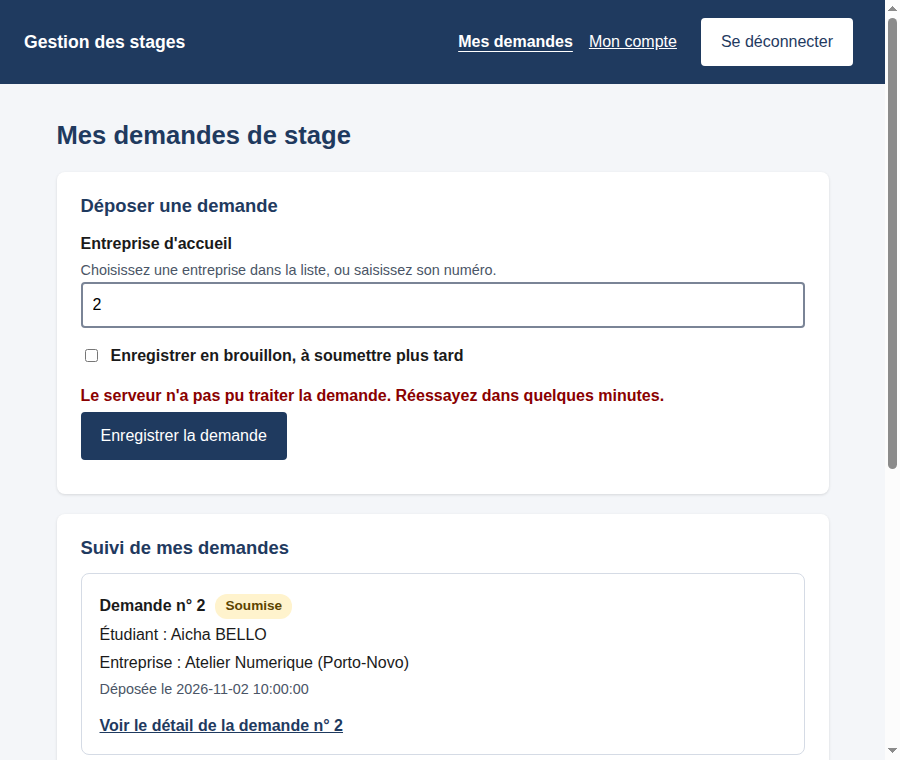 Gestion des stages
Mes demandes
Mon compte
Se déconnecter
Mes demandes de stage
Déposer une demande
Entreprise d'accueil
Choisissez une entreprise dans la liste, ou saisissez son numéro.
2
Enregistrer en brouillon, à soumettre plus tard
Le serveur n'a pas pu traiter la demande. Réessayez dans quelques minutes.
Enregistrer la demande
Suivi de mes demandes
Demande n° 2 Soumise
Étudiant : Aicha BELLO
Entreprise : Atelier Numerique (Porto-Novo)
Déposée le 2026-11-02 10:00:00
Voir le détail de la demande n° 2